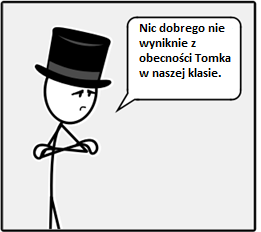 Nic dobrego nie
wyniknie z
obecności Tomka
w naszej klasie.